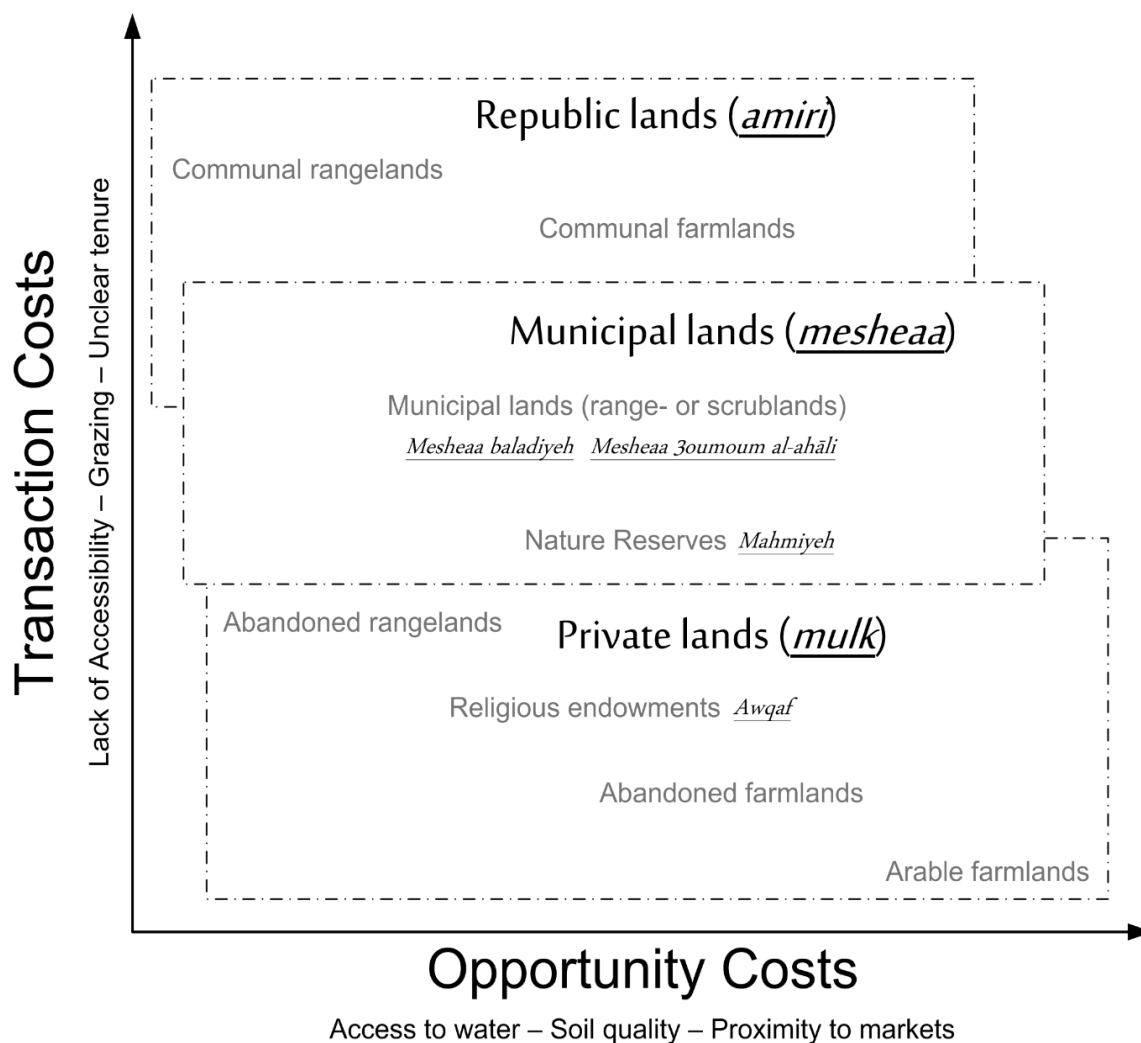 Transaction Costs
Lack of Accessibility – Grazing – Unclear tenure
Republic lands (amiri)
Communal rangelands
Communal farmlands
Municipal lands (mesheaa)
Municipal lands (range- or scrublands)
Mesheaa baladiyeh Mesheaa 3oumoum al-ahāli
Nature Reserves Mahmiyeh
Abandoned rangelands
Private lands (mulk)
Religious endowments Awqaf
Abandoned farmlands
Arable farmlands
Opportunity Costs
Access to water – Soil quality – Proximity to markets